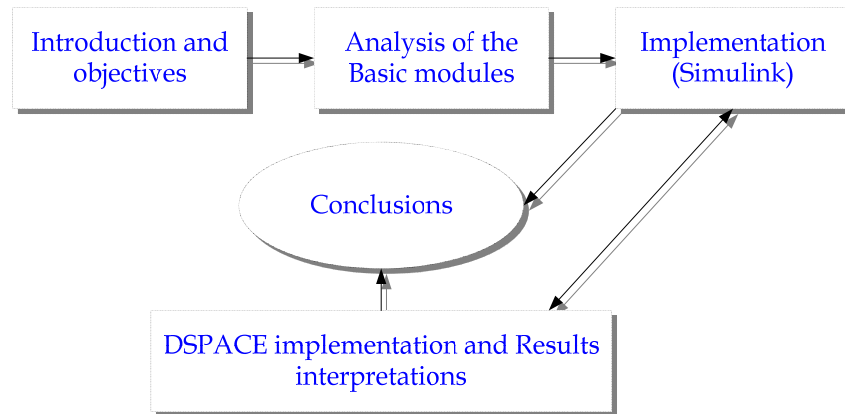 Introduction and
objectives
Analysis of the
Basic modules
Implementation
(Simulink)
Conclusions
DSPACE implementation and Results
interpretations